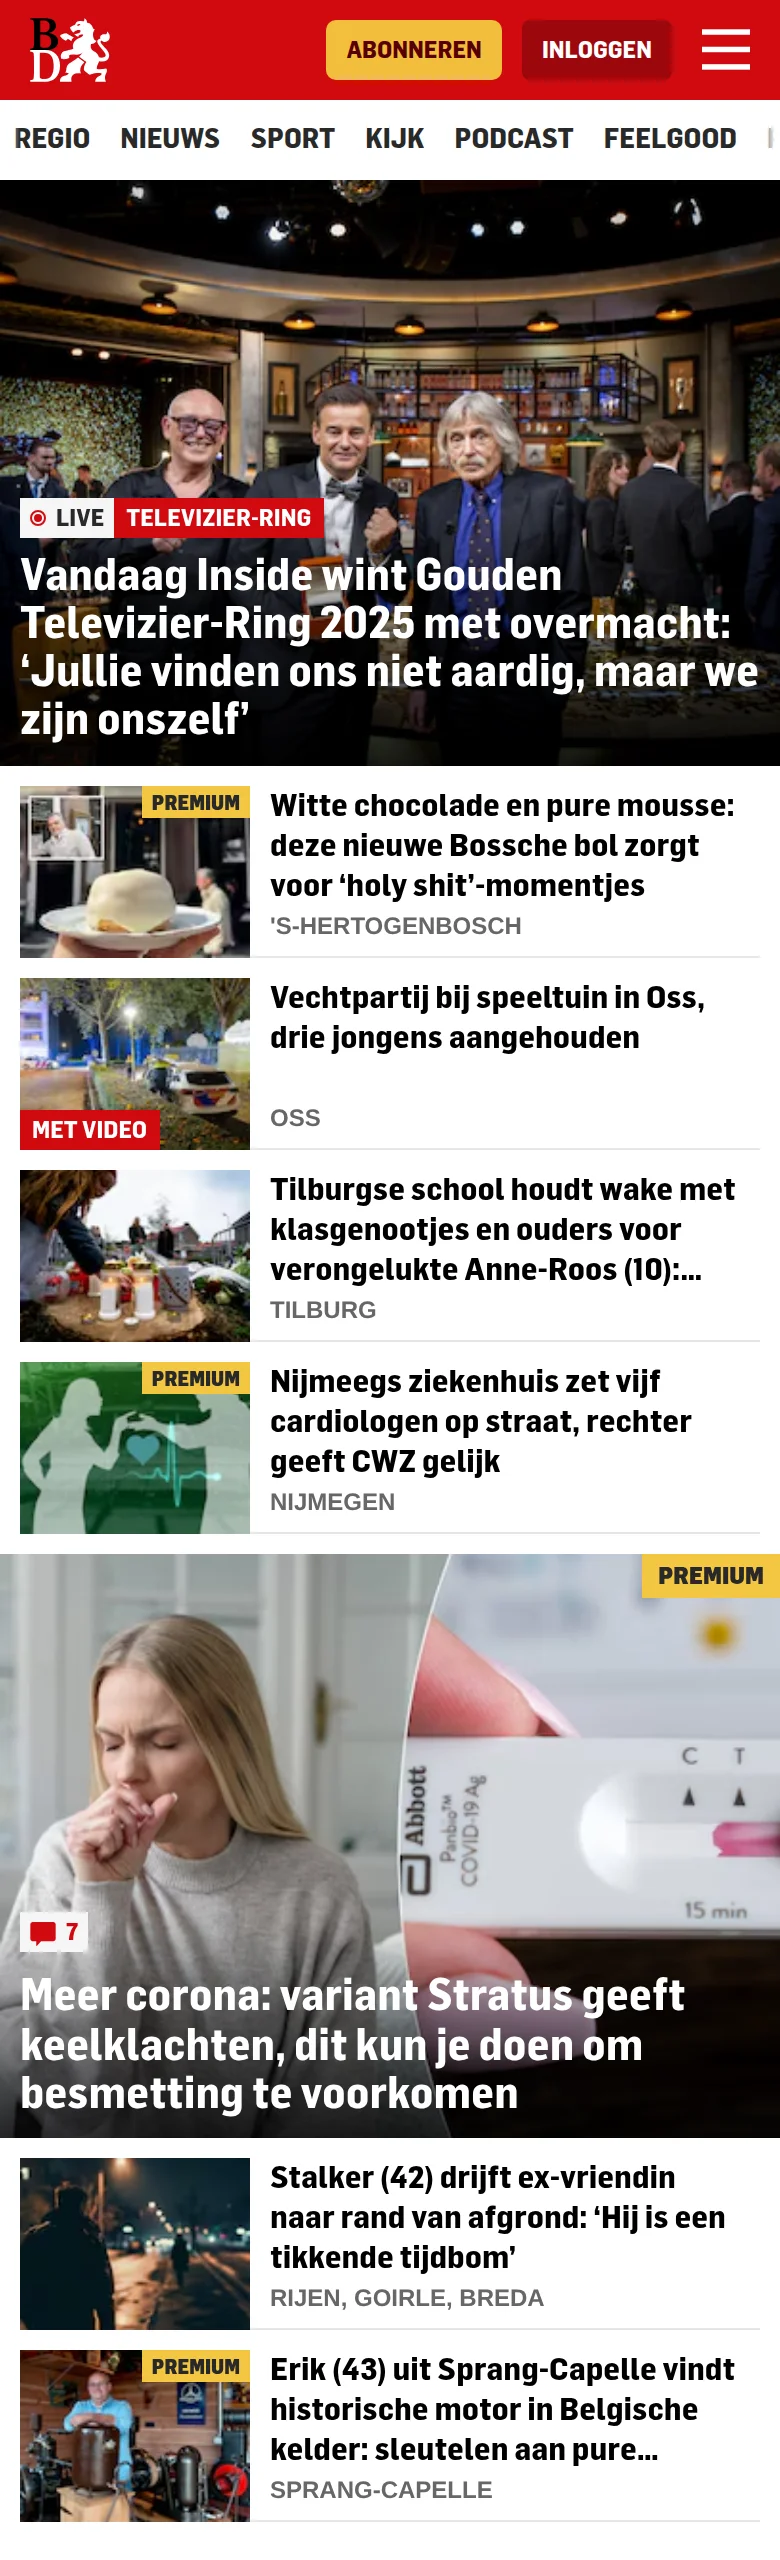 BD
ABONNEREN
INLOGGEN
REGIO NIEUWS SPORT KIJK PODCAST FEELGOOD
LIVE TELEVIZIER-RING
Vandaag Inside wint Gouden
Televizier-Ring 2025 met overmacht:
‘Jullie vinden ons niet aardig, maar we
zijn onszelf’
PREMIUM
Witte chocolade en pure mousse:
deze nieuwe Bossche bol zorgt
voor ‘holy shit’-momentjes
'S-HERTOGENBOSCH
Vechtpartij bij speeltuin in Oss,
drie jongens aangehouden
OSS
MET VIDEO
Tilburgse school houdt wake met
klasgenootjes en ouders voor
verongelukte Anne-Roos (10):...
TILBURG
PREMIUM
Nijmeegs ziekenhuis zet vijf
cardiologen op straat, rechter
geeft CWZ gelijk
NIJMEGEN
PREMIUM
C T
Abbott
Panbio™
COVID-19 Ag
15 min
7
Meer corona: variant Stratus geeft
keelklachten, dit kun je doen om
besmetting te voorkomen
Stalker (42) drijft ex-vriendin
naar rand van afgrond: ‘Hij is een
tikkende tijdbom’
RIJEN, GOIRLE, BREDA
PREMIUM
Erik (43) uit Sprang-Capelle vindt
historische motor in Belgische
kelder: sleutelen aan pure...
SPRANG-CAPELLE